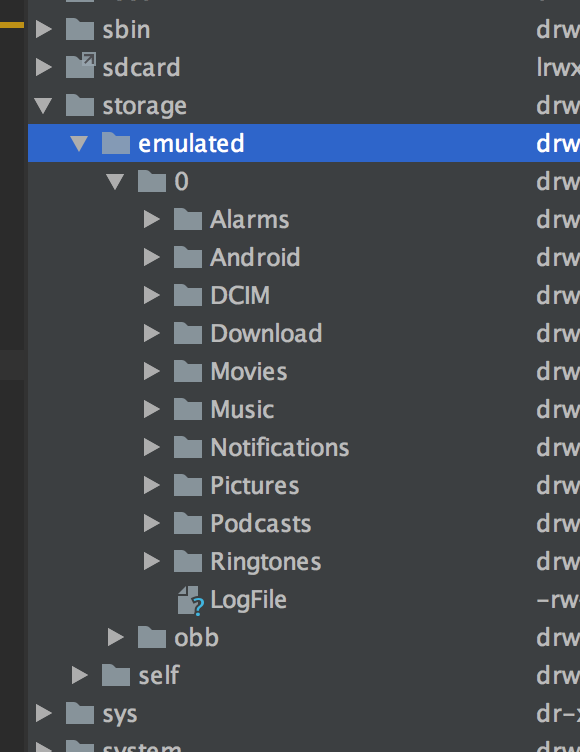 sbin drw
sdcard lrwx
storage drw
emulated drw
0 drw
Alarms drw
Android drw
DCIM drw
Download drw
Movies drw
Music drw
Notifications drw
Pictures drw
Podcasts drw
Ringtones drw
LogFile -rw
obb drw
self drw
sys dr-x
system drw